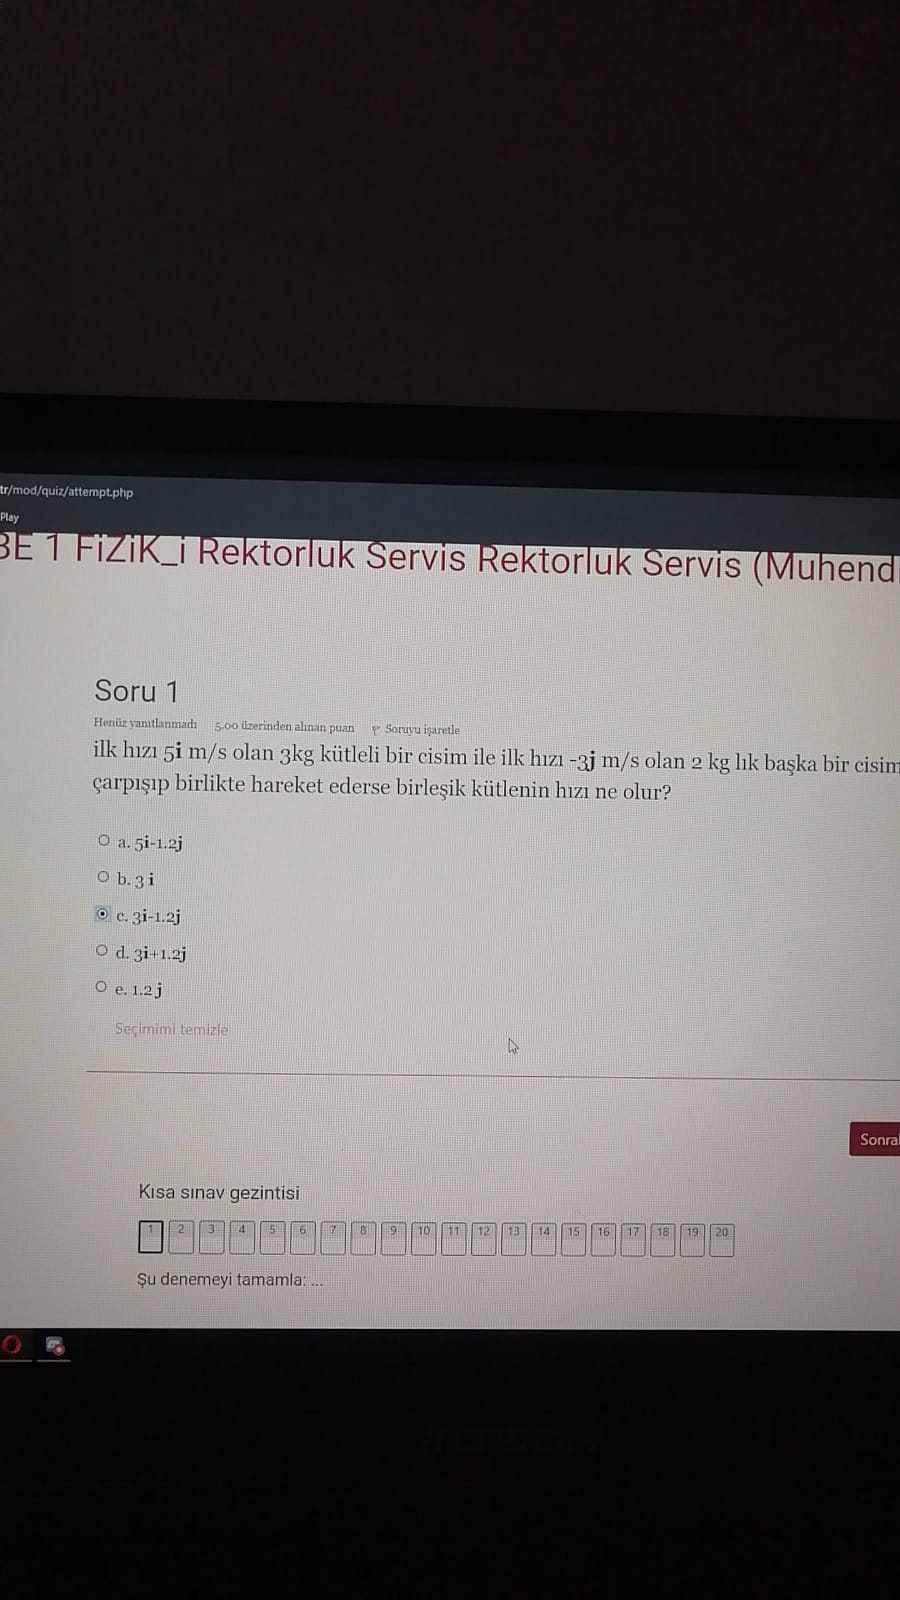 tr/mod/quiz/attempt.php
Play
BE 1 FiZiK_i Rektorluk Servis Rektorluk Servis (Muhend
Soru 1
Henüz yanıtlanmadı 5.00 üzerinden alınan puan Soruyu işaretle
ilk hızı 5i m/s olan 3kg kütleli bir cisim ile ilk hızı -3j m/s olan 2 kg lık başka bir cisim
çarpışıp birlikte hareket ederse birleşik kütlenin hızı ne olur?
a. 5i-1.2j
b. 3 i
c. 3i-1.2j
d. 3i+1.2j
e. 1.2 j
Seçimimi temizle
Sonra
Kısa sınav gezintisi
1 2 3 4 5 6 7 8 9 10 11 12 13 14 15 16 17 18 19 20
Şu denemeyi tamamla: ...